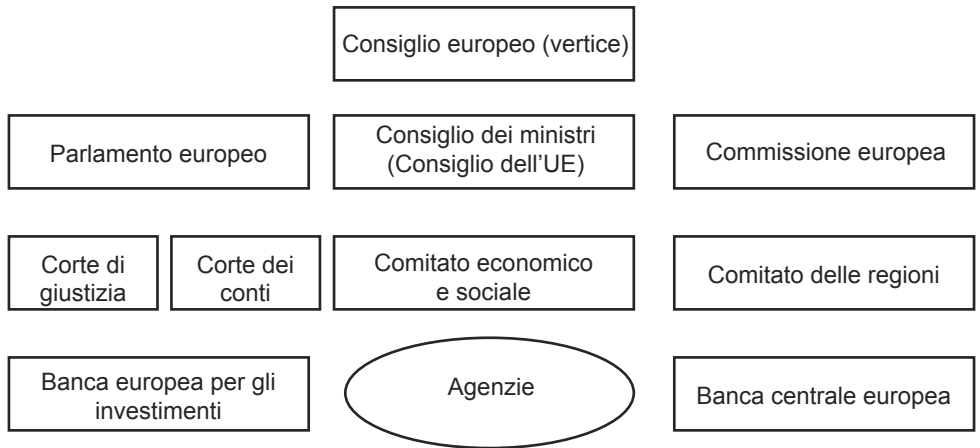 Consiglio europeo (vertice)
Parlamento europeo
Consiglio dei ministri
(Consiglio dell’UE)
Commissione europea
Corte di
giustizia
Corte dei
conti
Comitato economico
e sociale
Comitato delle regioni
Banca europea per gli
investimenti
Agenzie
Banca centrale europea